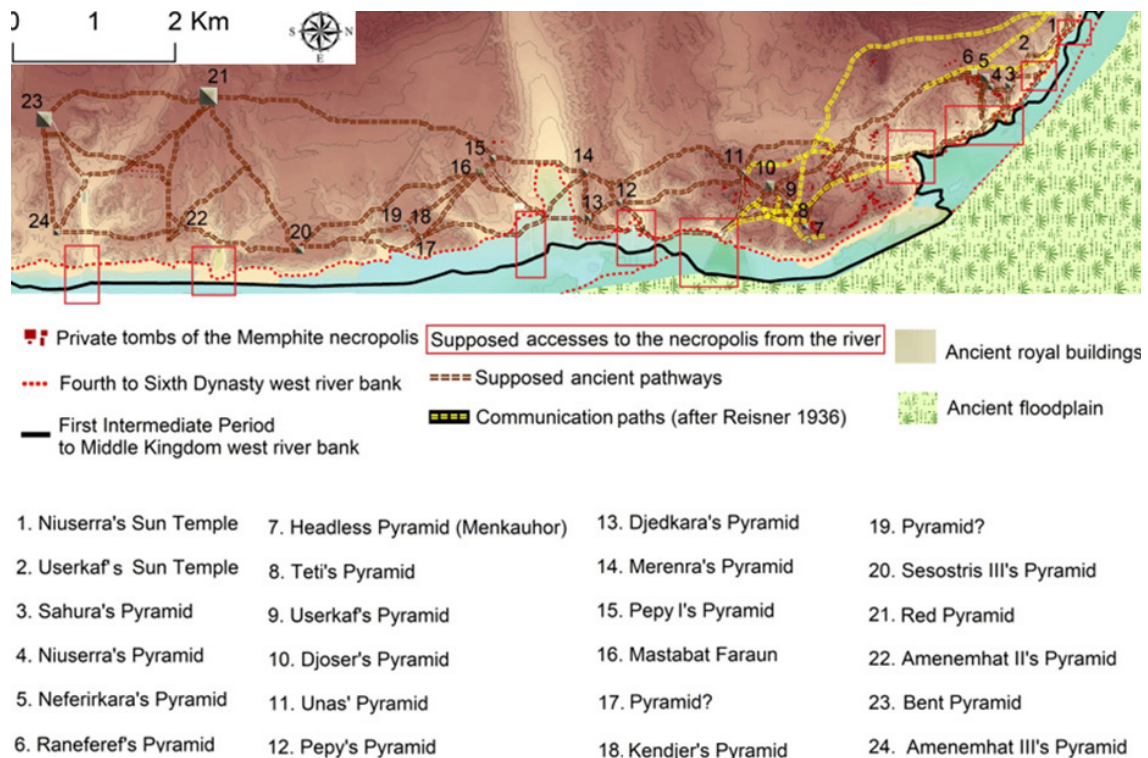 0 1 2 Km
S N E
1
2
6 5
4 3
21
23
15
14
11
16
10
12
9
24
22
19 18
13
8
20
17
7
Private tombs of the Memphite necropolis
Fourth to Sixth Dynasty west river bank
First Intermediate Period
to Middle Kingdom west river bank
Supposed accesses to the necropolis from the river
Supposed ancient pathways
Communication paths (after Reisner 1936)
Ancient royal buildings
Ancient floodplain
1. Niuserra's Sun Temple
2. Userkaf's Sun Temple
3. Sahura's Pyramid
4. Niuserra's Pyramid
5. Neferirkara's Pyramid
6. Raneferef's Pyramid
7. Headless Pyramid (Menkauhor)
8. Teti's Pyramid
9. Userkaf's Pyramid
10. Djoser's Pyramid
11. Unas' Pyramid
12. Pepy's Pyramid
13. Djedkara's Pyramid
14. Merenra's Pyramid
15. Pepy I's Pyramid
16. Mastabat Faraun
17. Pyramid?
18. Kendjer's Pyramid
19. Pyramid?
20. Sesostris III's Pyramid
21. Red Pyramid
22. Amenemhat II's Pyramid
23. Bent Pyramid
24. Amenemhat III's Pyramid